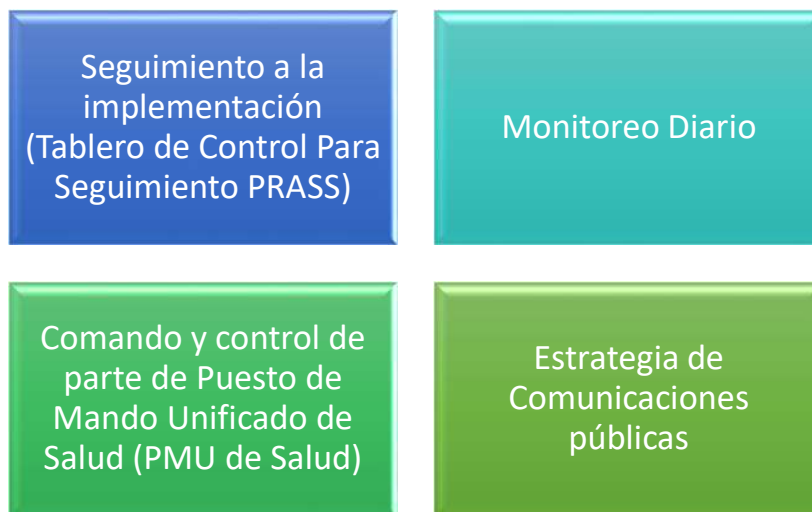 Seguimiento a la
implementación
(Tablero de Control Para
Seguimiento PRASS)
Monitoreo Diario
Comando y control de
parte de Puesto de
Mando Unificado de
Salud (PMU de Salud)
Estrategia de
Comunicaciones
públicas